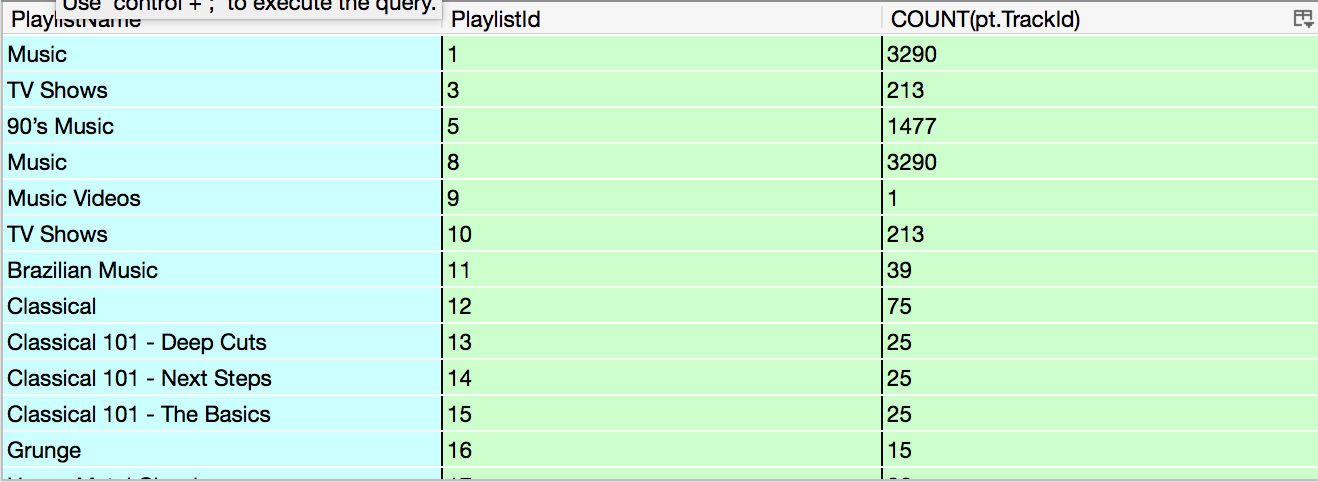 Use "control + ;" to execute the query.
PlaylistName PlaylistId COUNT(pt.TrackId)
Music 1 3290
TV Shows 3 213
90’s Music 5 1477
Music 8 3290
Music Videos 9 1
TV Shows 10 213
Brazilian Music 11 39
Classical 12 75
Classical 101 - Deep Cuts 13 25
Classical 101 - Next Steps 14 25
Classical 101 - The Basics 15 25
Grunge 16 15